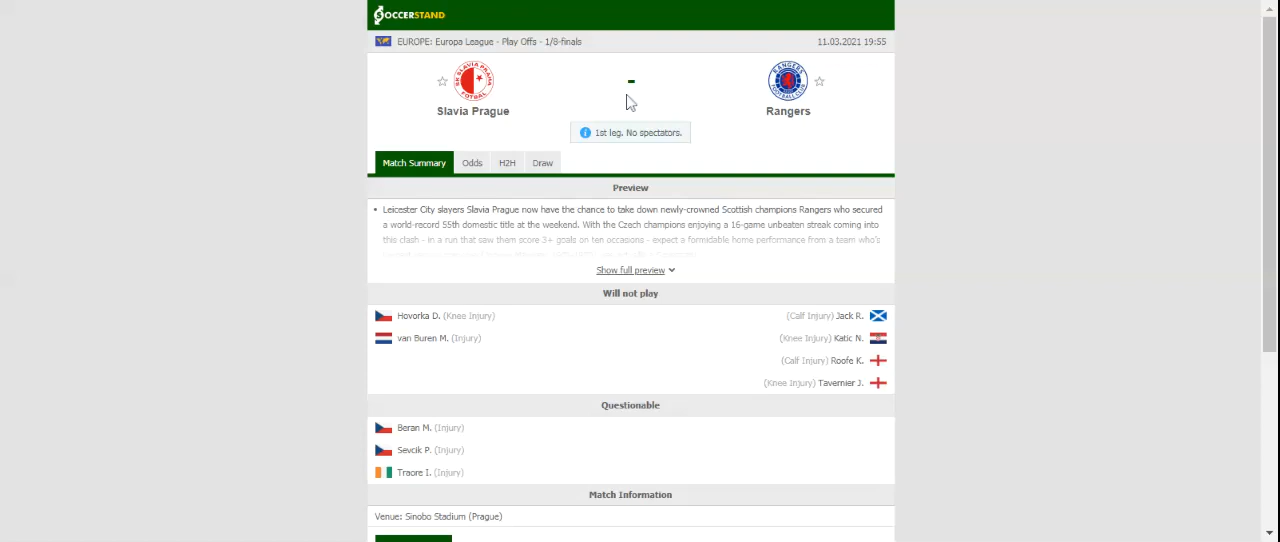 SOCCERSTAND
EUROPE: Europa League - Play Offs - 1/8-finals 11.03.2021 19:55
-
Slavia Prague Rangers
1st leg. No spectators.
Match Summary Odds H2H Draw
Preview
Leicester City slayers Slavia Prague now have the chance to take down newly-crowned Scottish champions Rangers who secured
a world-record 55th domestic title at the weekend. With the Czech champions enjoying a 16-game unbeaten streak coming into
this clash - in a run that saw them score 3+ goals on ten occasions - expect a formidable home performance from a team who's
Show full preview
Will not play
Hovorka D. (Knee Injury) (Calf Injury) Jack R.
van Buren M. (Injury) (Knee Injury) Katic N.
(Calf Injury) Roofe K.
(Knee Injury) Tavernier J.
Questionable
Beran M. (Injury)
Sevcik P. (Injury)
Traore I. (Injury)
Match Information
Venue: Sinobo Stadium (Prague)